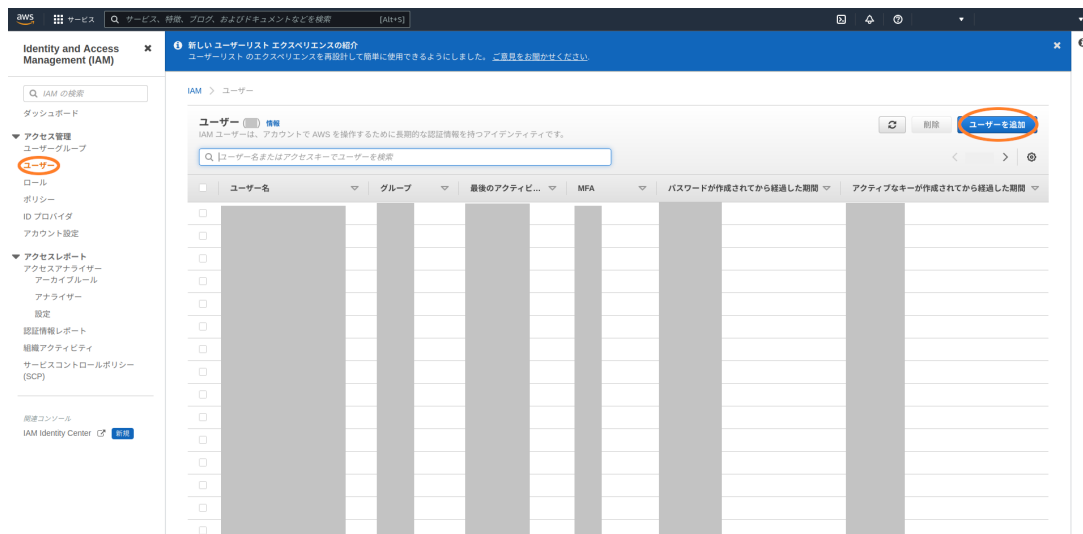 aws
サービス
サービス、特徴、ブログ、およびドキュメントなどを検索
[Alt+S]
Identity and Access Management (IAM)
IAM の検索
ダッシュボード
アクセス管理
ユーザーグループ
ユーザー
ロール
ポリシー
ID プロバイダ
アカウント設定
アクセスレポート
アクセスアナライザー
アーカイブルール
アナライザー
設定
認証情報レポート
組織アクティビティ
サービスコントロールポリシー
(SCP)
関連コンソール
IAM Identity Center 新規
新しい ユーザーリスト エクスペリエンスの紹介
ユーザーリスト のエクスペリエンスを再設計して簡単に使用できるようにしました。 ご意見をお聞かせください.
IAM > ユーザー
ユーザー 情報
IAM ユーザーは、アカウントで AWS を操作するために長期的な認証情報を持つアイデンティティです。
削除
ユーザーを追加
ユーザー名またはアクセスキーでユーザーを検索
ユーザー名 グループ 最後のアクティビ... MFA パスワードが作成されてから経過した期間 アクティブなキーが作成されてから経過した期間